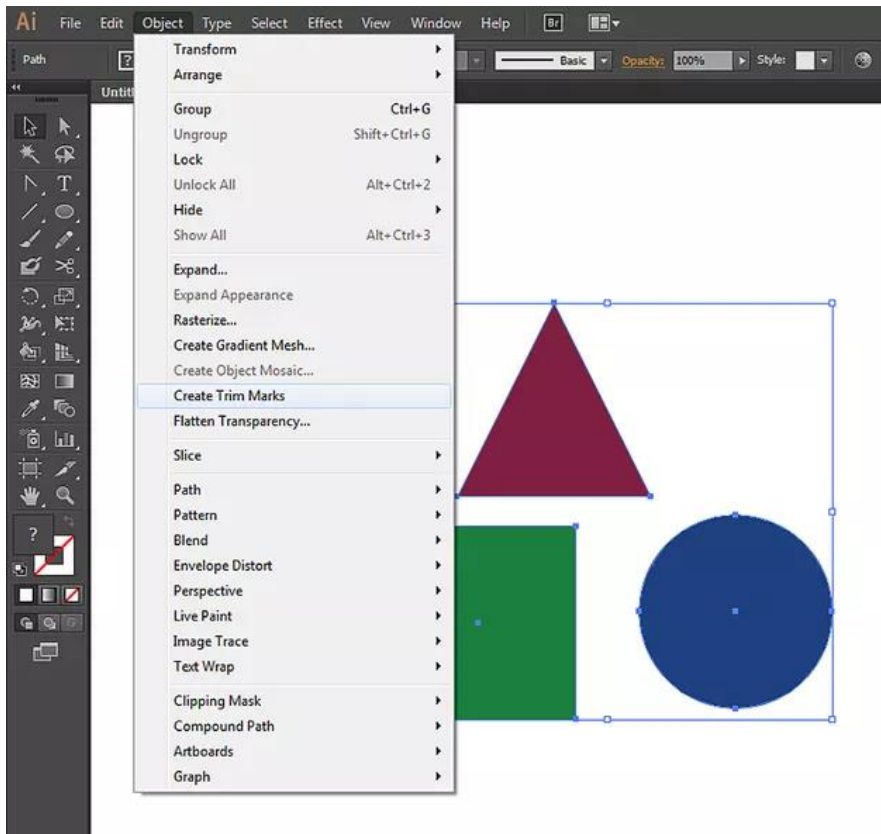 Ai File Edit Object Type Select Effect View Window Help Br
Path ? Basic Opacity: 100% Style:
Untitl
Transform
Arrange
Group Ctrl+G
Ungroup Shift+Ctrl+G
Lock
Unlock All Alt+Ctrl+2
Hide
Show All Alt+Ctrl+3
Expand...
Expand Appearance
Rasterize...
Create Gradient Mesh...
Create Object Mosaic...
Create Trim Marks
Flatten Transparency...
Slice
Path
Pattern
Blend
Envelope Distort
Perspective
Live Paint
Image Trace
Text Wrap
Clipping Mask
Compound Path
Artboards
Graph
T
?